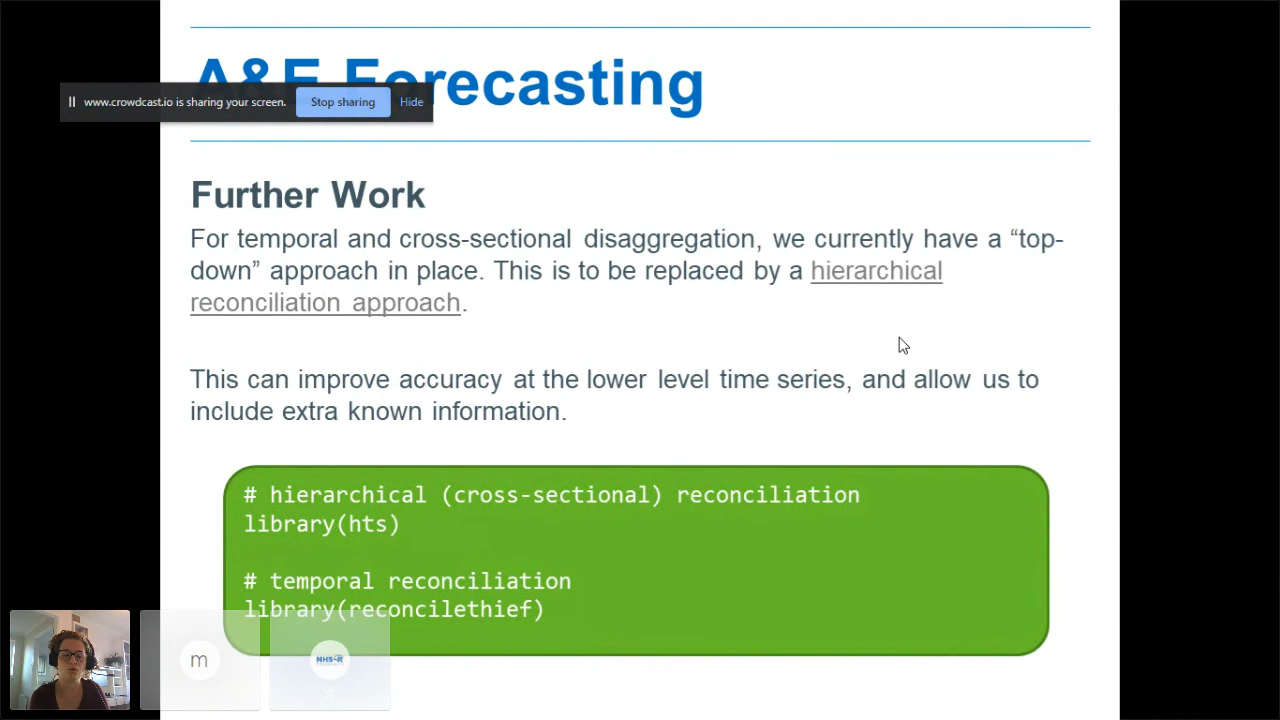 A&E Forecasting
www.crowdcast.io is sharing your screen. Stop sharing Hide
Further Work
For temporal and cross-sectional disaggregation, we currently have a “top-
down” approach in place. This is to be replaced by a hierarchical
reconciliation approach.
This can improve accuracy at the lower level time series, and allow us to
include extra known information.
# hierarchical (cross-sectional) reconciliation
library(hts)
# temporal reconciliation
library(reconcilethief)
m
NHS-R